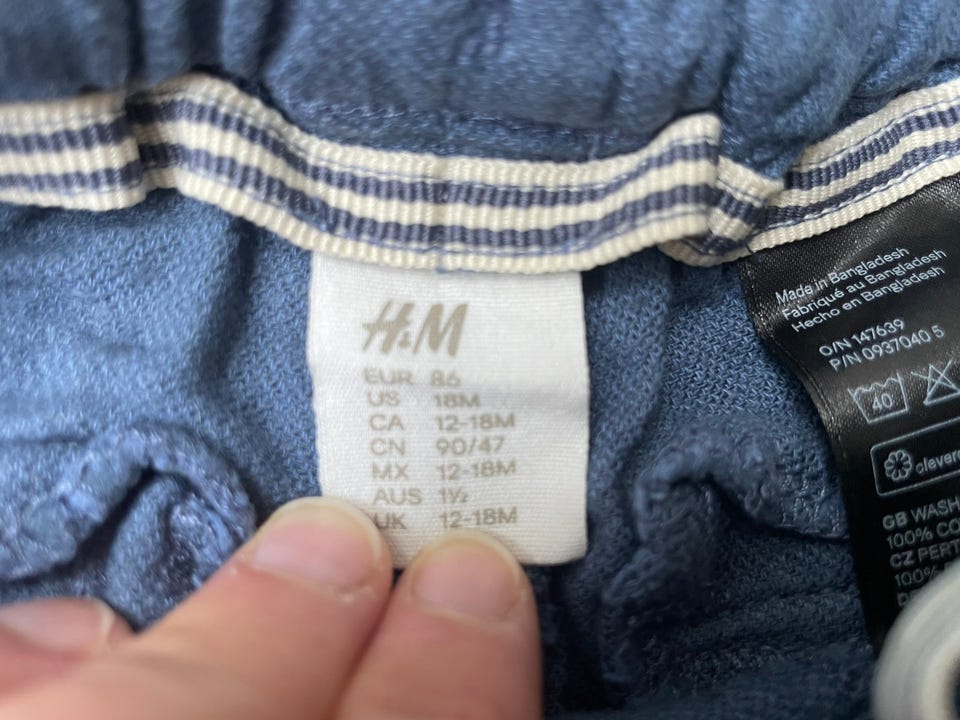 H&M
EUR 86
US 18M
CA 12-18M
CN 90/47
MX 12-18M
AUS 1½
UK 12-18M
Made in Bangladesh
Fabriqué au Bangladesh
Hecho en Bangladesh
O/N 147639
P/N 0937040 5
40
GB WASH
100% CO
CZ PERT
100%